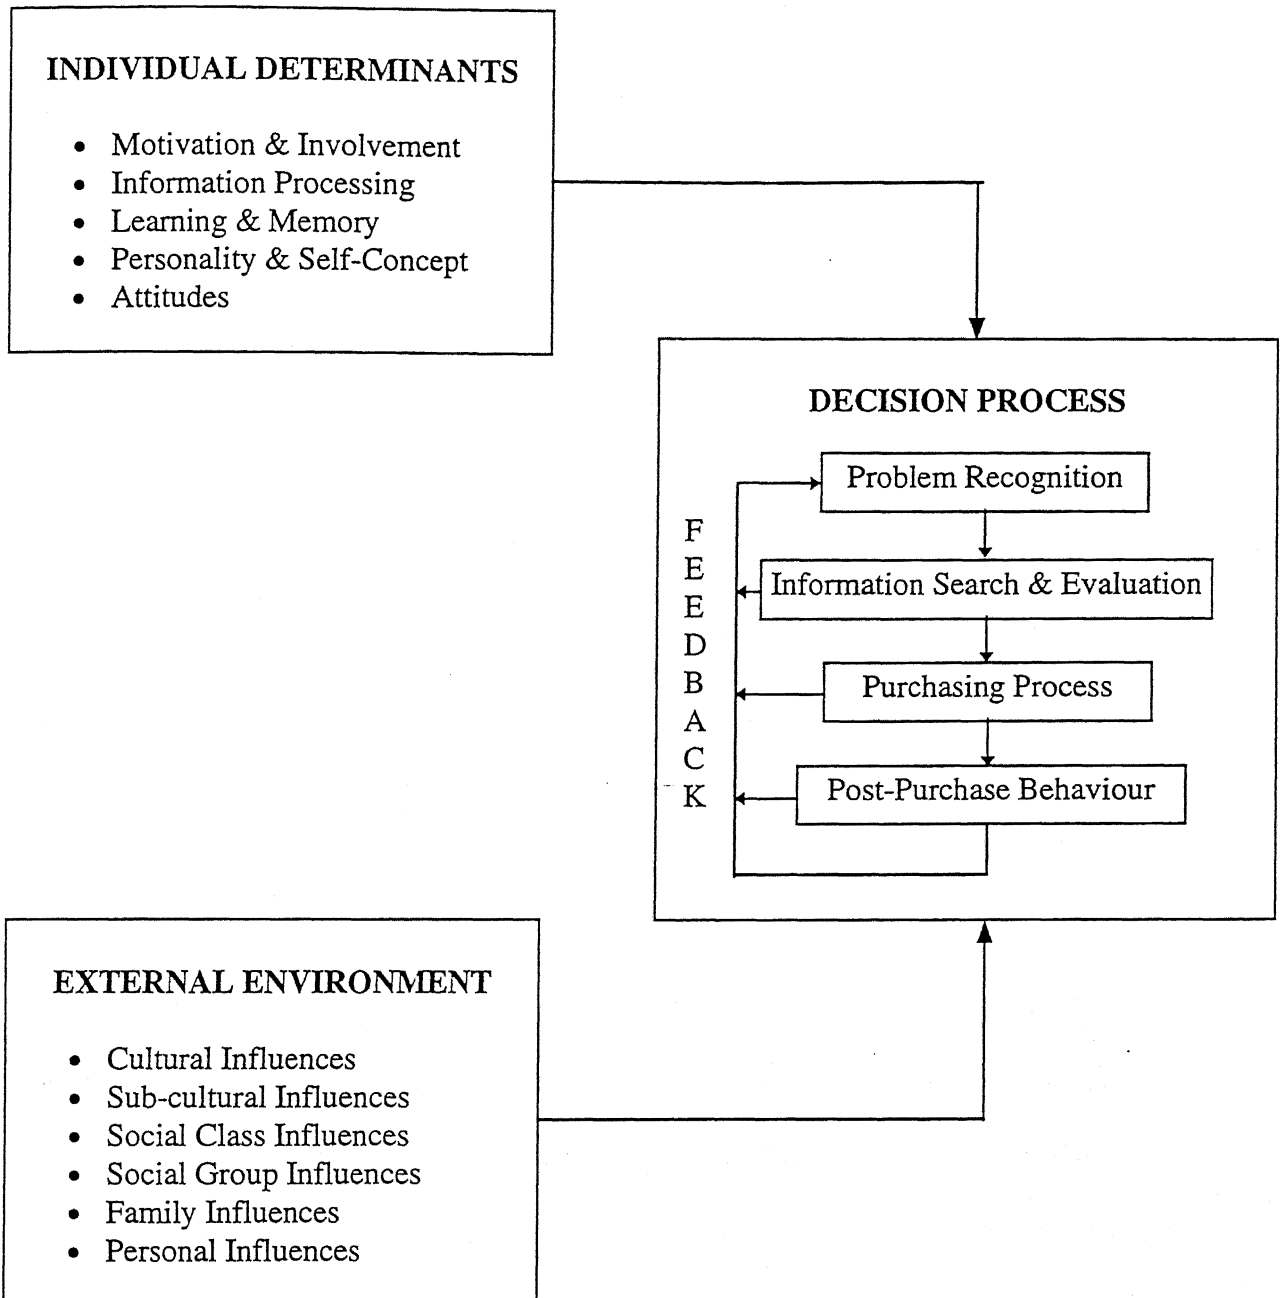 INDIVIDUAL DETERMINANTS
• Motivation & Involvement
• Information Processing
• Learning & Memory
• Personality & Self-Concept
• Attitudes
DECISION PROCESS
Problem Recognition
Information Search & Evaluation
Purchasing Process
Post-Purchase Behaviour
F
E
E
D
B
A
C
K
EXTERNAL ENVIRONMENT
• Cultural Influences
• Sub-cultural Influences
• Social Class Influences
• Social Group Influences
• Family Influences
• Personal Influences